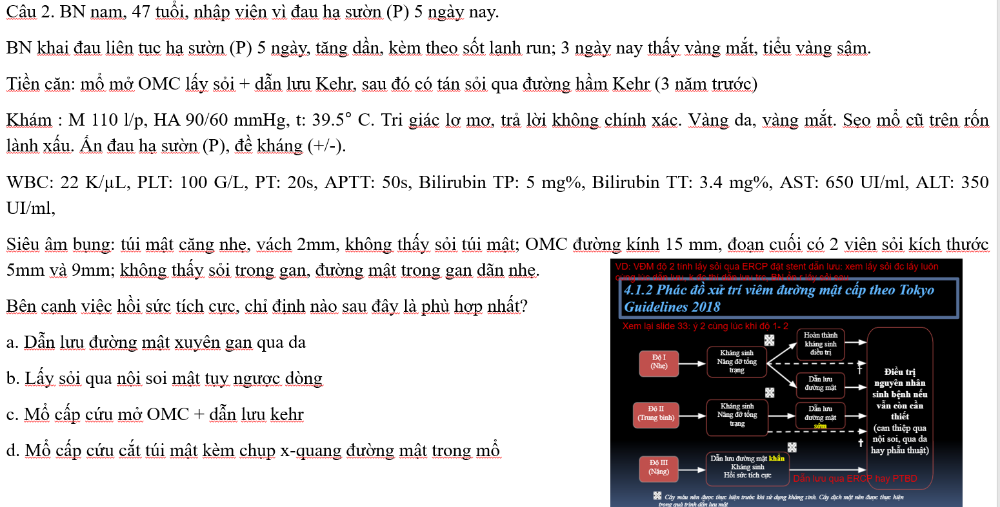 Câu 2. BN nam, 47 tuổi, nhập viện vì đau hạ sườn (P) 5 ngày nay.
BN khai đau liên tục hạ sườn (P) 5 ngày, tăng dần, kèm theo sốt lạnh run; 3 ngày nay thấy vàng mắt, tiểu vàng sậm.
Tiền căn: mổ mở OMC lấy sỏi + dẫn lưu Kehr, sau đó có tán sỏi qua đường hầm Kehr (3 năm trước)
Khám : M 110 l/p, HA 90/60 mmHg, t: 39.5° C. Tri giác lơ mơ, trả lời không chính xác. Vàng da, vàng mắt. Sẹo mổ cũ trên rốn
lành xấu. Ấn đau hạ sườn (P), đề kháng (+/-).
WBC: 22 K/µL, PLT: 100 G/L, PT: 20s, APTT: 50s, Bilirubin TP: 5 mg%, Bilirubin TT: 3.4 mg%, AST: 650 UI/ml, ALT: 350
UI/ml,
Siêu âm bụng: túi mật căng nhẹ, vách 2mm, không thấy sỏi túi mật; OMC đường kính 15 mm, đoạn cuối có 2 viên sỏi kích thước
5mm và 9mm; không thấy sỏi trong gan, đường mật trong gan dãn nhẹ.
Bên cạnh việc hồi sức tích cực, chỉ định nào sau đây là phù hợp nhất?
a. Dẫn lưu đường mật xuyên gan qua da
b. Lấy sỏi qua nội soi mật tụy ngược dòng
c. Mổ cấp cứu mở OMC + dẫn lưu kehr
d. Mổ cấp cứu cắt túi mật kèm chụp x-quang đường mật trong mổ
VD: VĐM độ 2 tính lấy sỏi qua ERCP đặt stent dẫn lưu: xem lấy sỏi đc lấy luôn
cùng lúc dẫn lưu, k đc thì dẫn lưu trc, BN ổn r lấy sỏi sau
4.1.2 Phác đồ xử trí viêm đường mật cấp theo Tokyo
Guidelines 2018
Xem lại slide 33: ý 2 cùng lúc khi độ 1- 2
Độ I
(Nhẹ)
Kháng sinh
Nâng đỡ tổng
trạng
Hoàn thành
kháng sinh
điều trị
Dẫn lưu
đường mật
†
Độ II
(Trung bình)
Kháng sinh
Nâng đỡ tổng
trạng
Dẫn lưu
đường mật
sớm
†
Độ III
(Nặng)
Dẫn lưu đường mật khẩn
Kháng sinh
Hồi sức tích cực
Dẫn lưu qua ERCP hay PTBD
Điều trị
nguyên nhân
sinh bệnh nếu
vẫn còn cần
thiết
(can thiệp qua
nội soi, qua da
hay phẫu thuật)
Cấy máu nên được thực hiện trước khi sử dụng kháng sinh. Cấy dịch mật nên được thực hiện
trong quá trình dẫn lưu mật